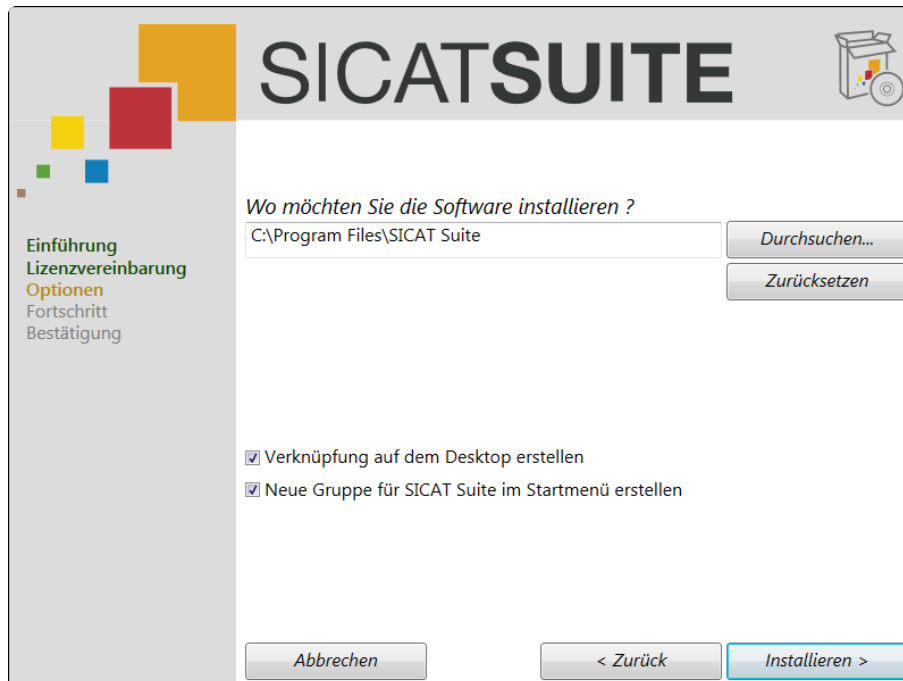 SICATSUITE
Wo möchten Sie die Software installieren ?
C:\Program Files\SICAT Suite
Durchsuchen...
Zurücksetzen
Einführung
Lizenzvereinbarung
Optionen
Fortschritt
Bestätigung
Verknüpfung auf dem Desktop erstellen
Neue Gruppe für SICAT Suite im Startmenü erstellen
Abbrechen
< Zurück
Installieren >